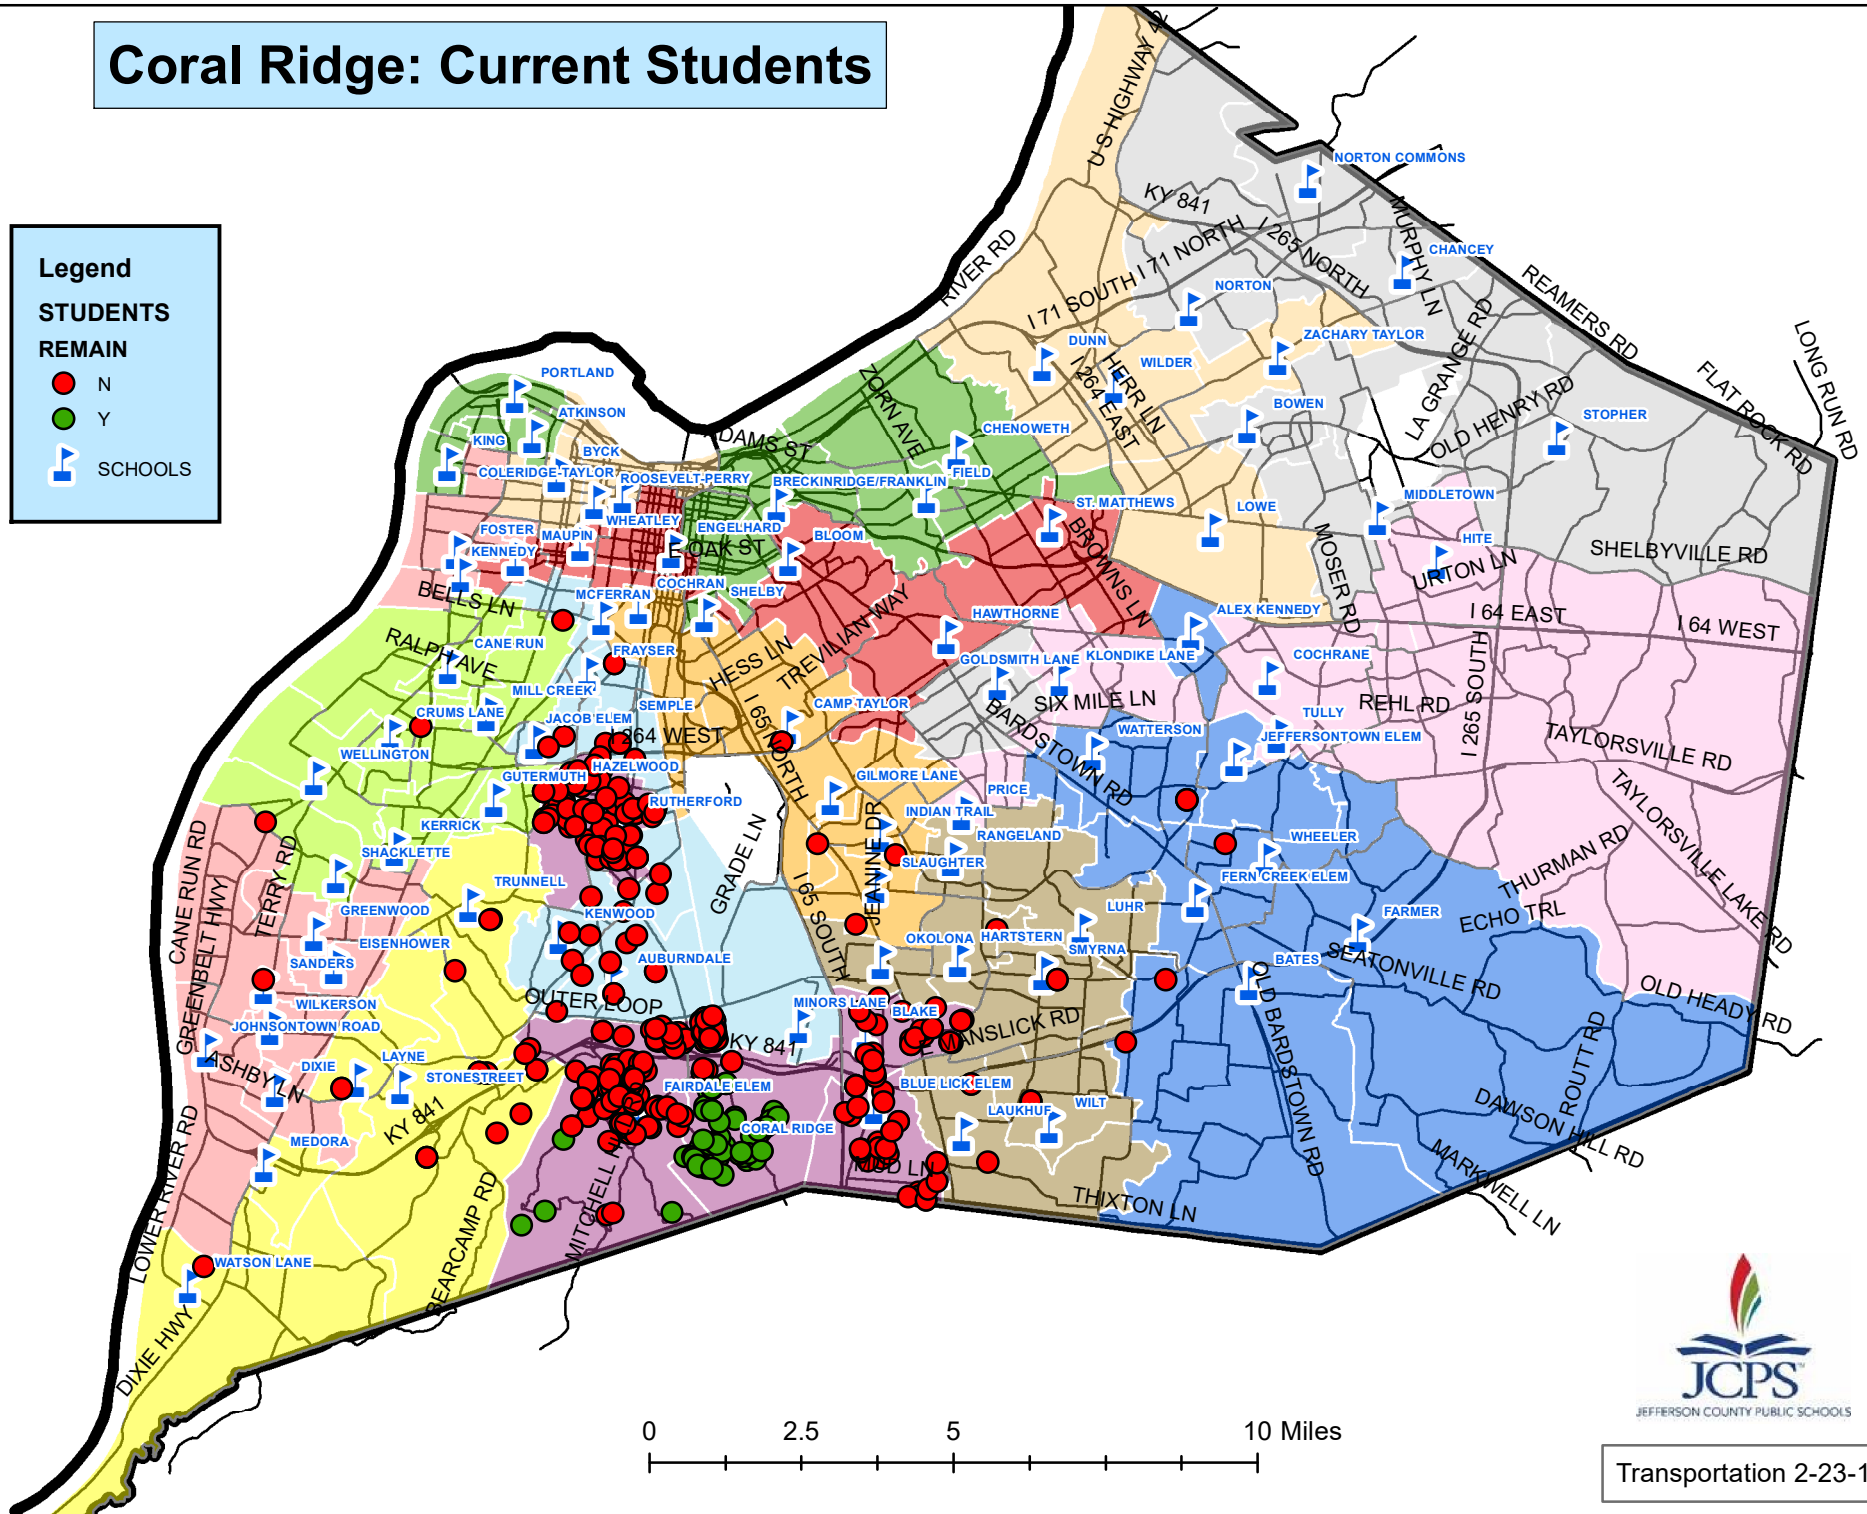 Coral Ridge: Current Students
Legend
STUDENTS
REMAIN
N
Y
SCHOOLS
U S HIGHWAY 42
NORTON COMMONS
KY 841
I 265 NORTH
MURPHY LN
CHANCEY
I 71 NORTH
I 71 SOUTH
RIVER RD
NORTON
REAMERS RD
ZACHARY TAYLOR
LA GRANGE RD
LONG RUN RD
FLAT ROCK RD
DUNN
WILDER
HERR LN
I 264 EAST
BOWEN
OLD HENRY RD
STOPHER
PORTLAND
ATKINSON
KING
BYCK
ADAMS ST
ZORN AVE
CHENOWETH
COLERIDGE-TAYLOR
ROOSEVELT-PERRY
BRECKINRIDGE/FRANKLIN
FIELD
ST. MATTHEWS
LOWE
MIDDLETOWN
FOSTER
MAUPIN
WHEATLEY
ENGELHARD
BLOOM
BROWNS LN
MOSER RD
HITE
SHELBYVILLE RD
KENNEDY
E OAK ST
URTON LN
BELLS LN
MCFERRAN
COCHRAN
SHELBY
TREVILIAN WAY
HAWTHORNE
ALEX KENNEDY
I 64 EAST
I 64 WEST
RALPH AVE
CANE RUN
FRAYSER
HESS LN
GOLDSMITH LANE
KLONDIKE LANE
COCHRANE
I 265 SOUTH
MILL CREEK
SEMPLE
I 65 NORTH
CAMP TAYLOR
SIX MILE LN
REHL RD
CRUMS LANE
JACOB ELEM
I 264 WEST
BARDSTOWN RD
WATTERSON
TULLY
JEFFERSONTOWN ELEM
TAYLORSVILLE RD
WELLINGTON
GUTERMUTH
HAZELWOOD
GILMORE LANE
PRICE
RUTHERFORD
INDIAN TRAIL
RANGELAND
TAYLORSVILLE LAKE RD
CANE RUN RD
KERRICK
SHACKLETTE
GRADE LN
JEANINE DR
SLAUGHTER
WHEELER
THURMAN RD
TERRY RD
GREENBELT HWY
TRUNNELL
I 65 SOUTH
FERN CREEK ELEM
GREENWOOD
KENWOOD
LUHR
FARMER
ECHO TRL
EISENHOWER
OKOLONA
HARTSTERN
SMYRNA
SEATONVILLE RD
SANDERS
AUBURNDALE
BATES
OLD HEADY RD
WILKERSON
OUTER LOOP
MINORS LANE
BLAKE
JOHNSONTOWN ROAD
KY 841
E MANSLICK RD
OLD BARDSTOWN RD
ROUTT RD
ASHBY LN
DIXIE
LAYNE
STONESTREET
FAIRDALE ELEM
BLUE LICK ELEM
LAUKHUF
WILT
DAWSON HILL RD
KY 841
CORAL RIDGE
MEDORA
LOWER RIVER RD
MARKWELL LN
BEARCAMP RD
THIXTON LN
WATSON LANE
DIXIE HWY
0 2.5 5 10 Miles
JCPS
JEFFERSON COUNTY PUBLIC SCHOOLS
Transportation 2-23-1